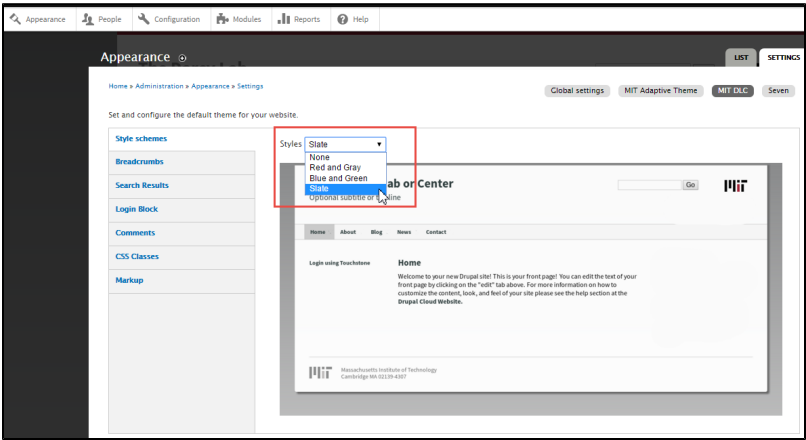 Appearance People Configuration Modules Reports Help
Appearance
LIST SETTINGS
Home » Administration » Appearance » Settings
Global settings MIT Adaptive Theme MIT DLC Seven
Set and configure the default theme for your website.
Style schemes
Breadcrumbs
Search Results
Login Block
Comments
CSS Classes
Markup
Styles Slate
None
Red and Gray
Blue and Green
Slate
ab or Center
Optional subtitle or line
Go
MiT
Home About Blog News Contact
Login using Touchstone
Home
Welcome to your new Drupal site! This is your front page! You can edit the text of your
front page by clicking on the "edit" tab above. For more information on how to
customize the content, look, and feel of your site please see the help section at the
Drupal Cloud Website.
MiT
Massachusetts Institute of Technology
Cambridge MA 02139-4307